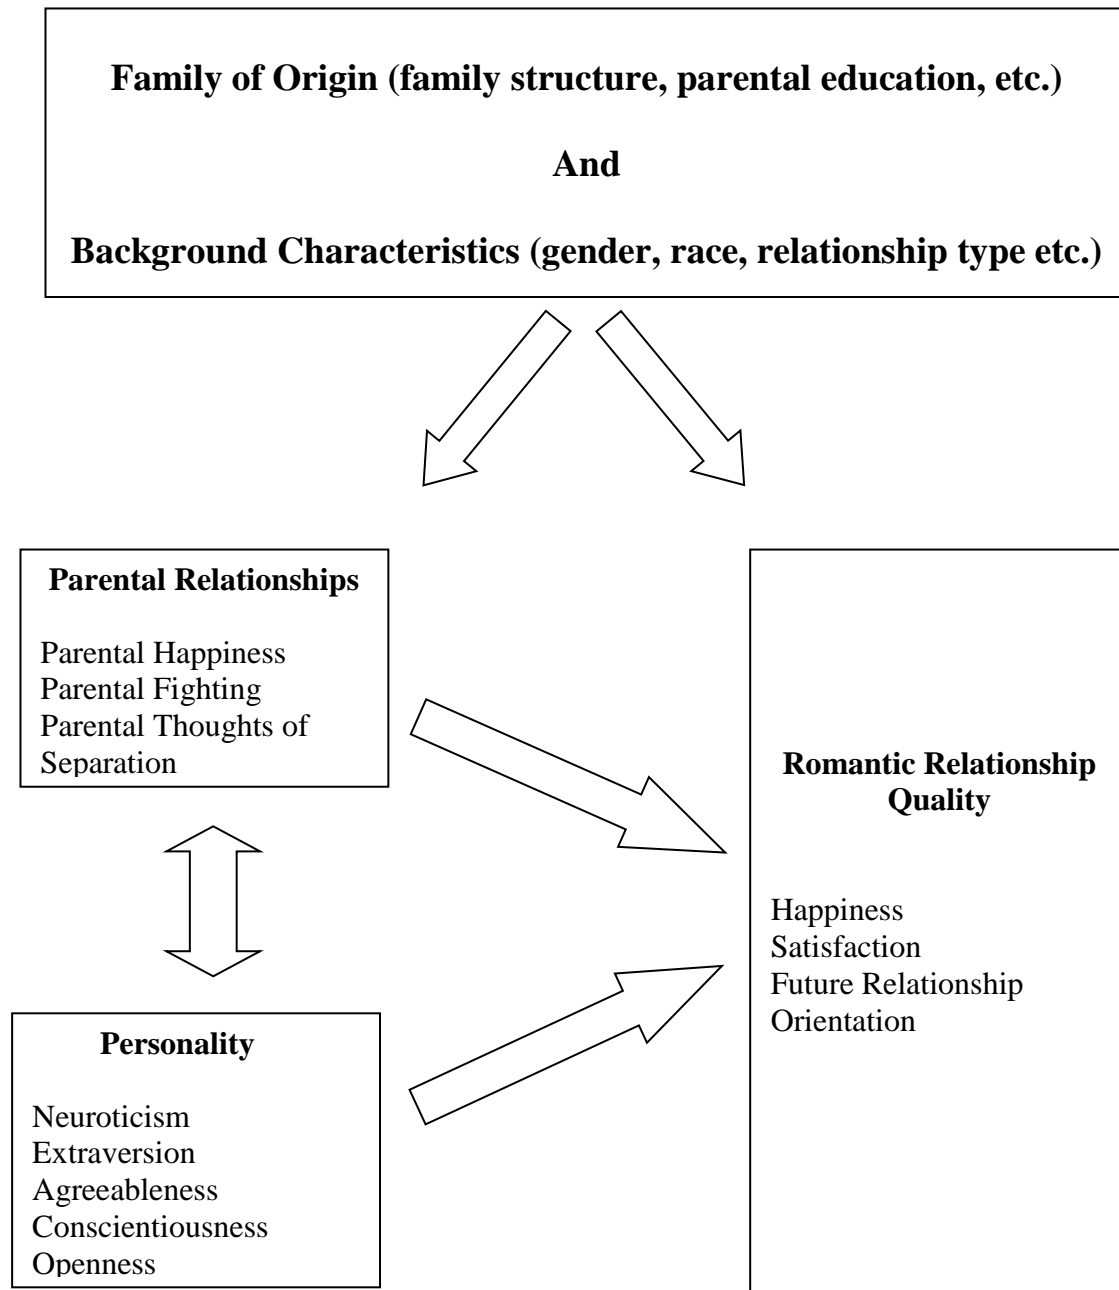 Family of Origin (family structure, parental education, etc.)
And
Background Characteristics (gender, race, relationship type etc.)
Parental Relationships
Parental Happiness
Parental Fighting
Parental Thoughts of
Separation
Personality
Neuroticism
Extraversion
Agreeableness
Conscientiousness
Openness
Romantic Relationship
Quality
Happiness
Satisfaction
Future Relationship
Orientation